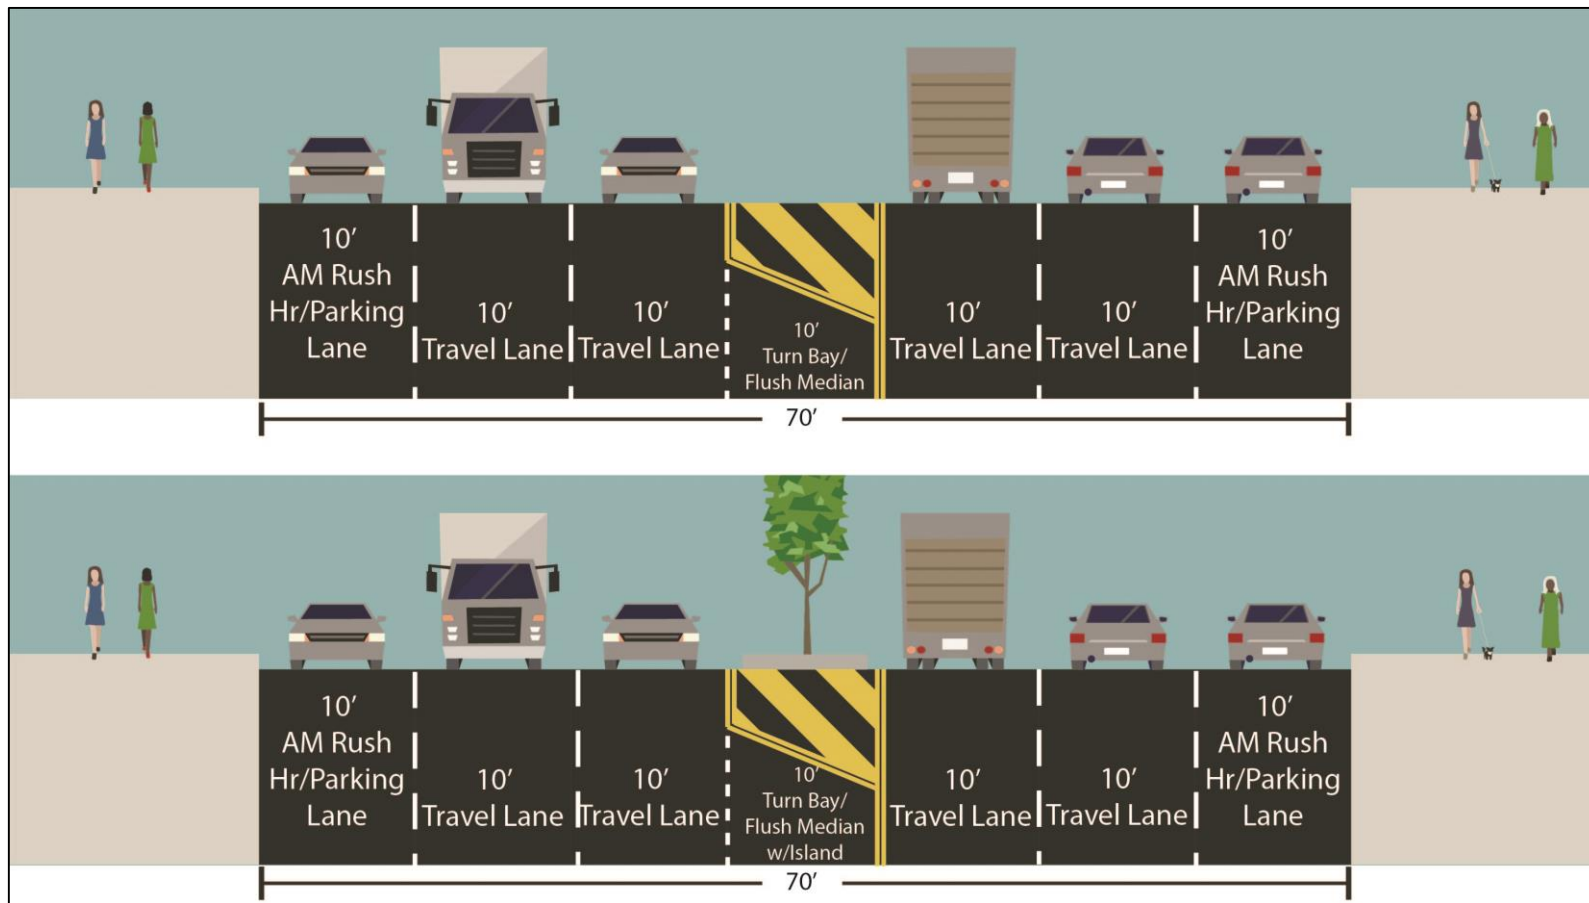 10’
AM Rush
Hr/Parking
Lane
10’
Travel Lane
10’
Travel Lane
10’
Turn Bay/
Flush Median
10’
Travel Lane
10’
Travel Lane
10’
AM Rush
Hr/Parking
Lane
70’
10’
AM Rush
Hr/Parking
Lane
10’
Travel Lane
10’
Travel Lane
10’
Turn Bay/
Flush Median
w/Island
10’
Travel Lane
10’
Travel Lane
10’
AM Rush
Hr/Parking
Lane
70’